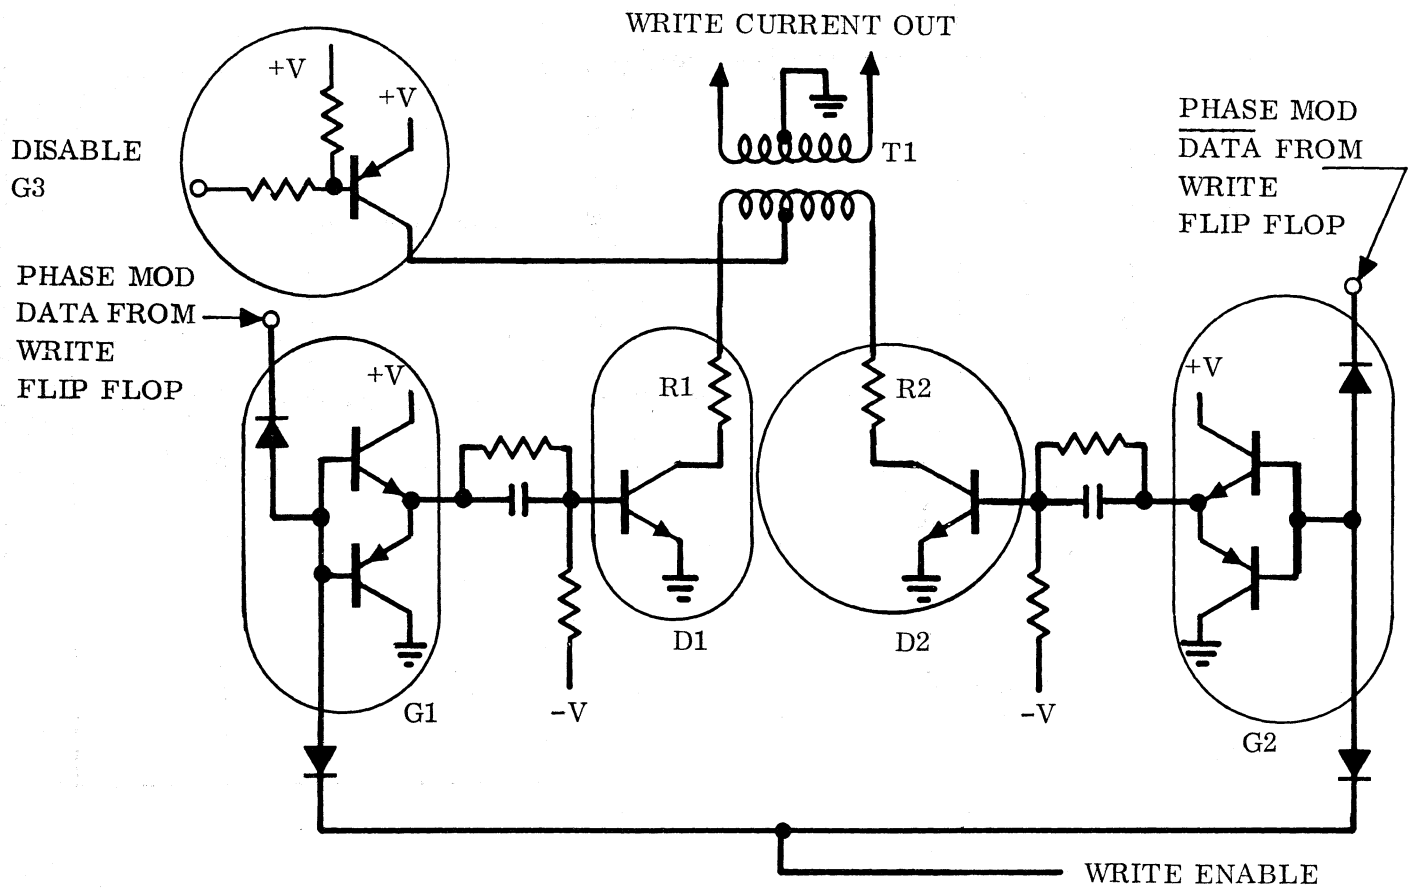 WRITE CURRENT OUT
+V
+V
DISABLE
G3
T1
PHASE MOD
DATA FROM
WRITE
FLIP FLOP
PHASE MOD
DATA FROM
WRITE
FLIP FLOP
+V
R1
R2
+V
D1
D2
-V
-V
G1
G2
WRITE ENABLE